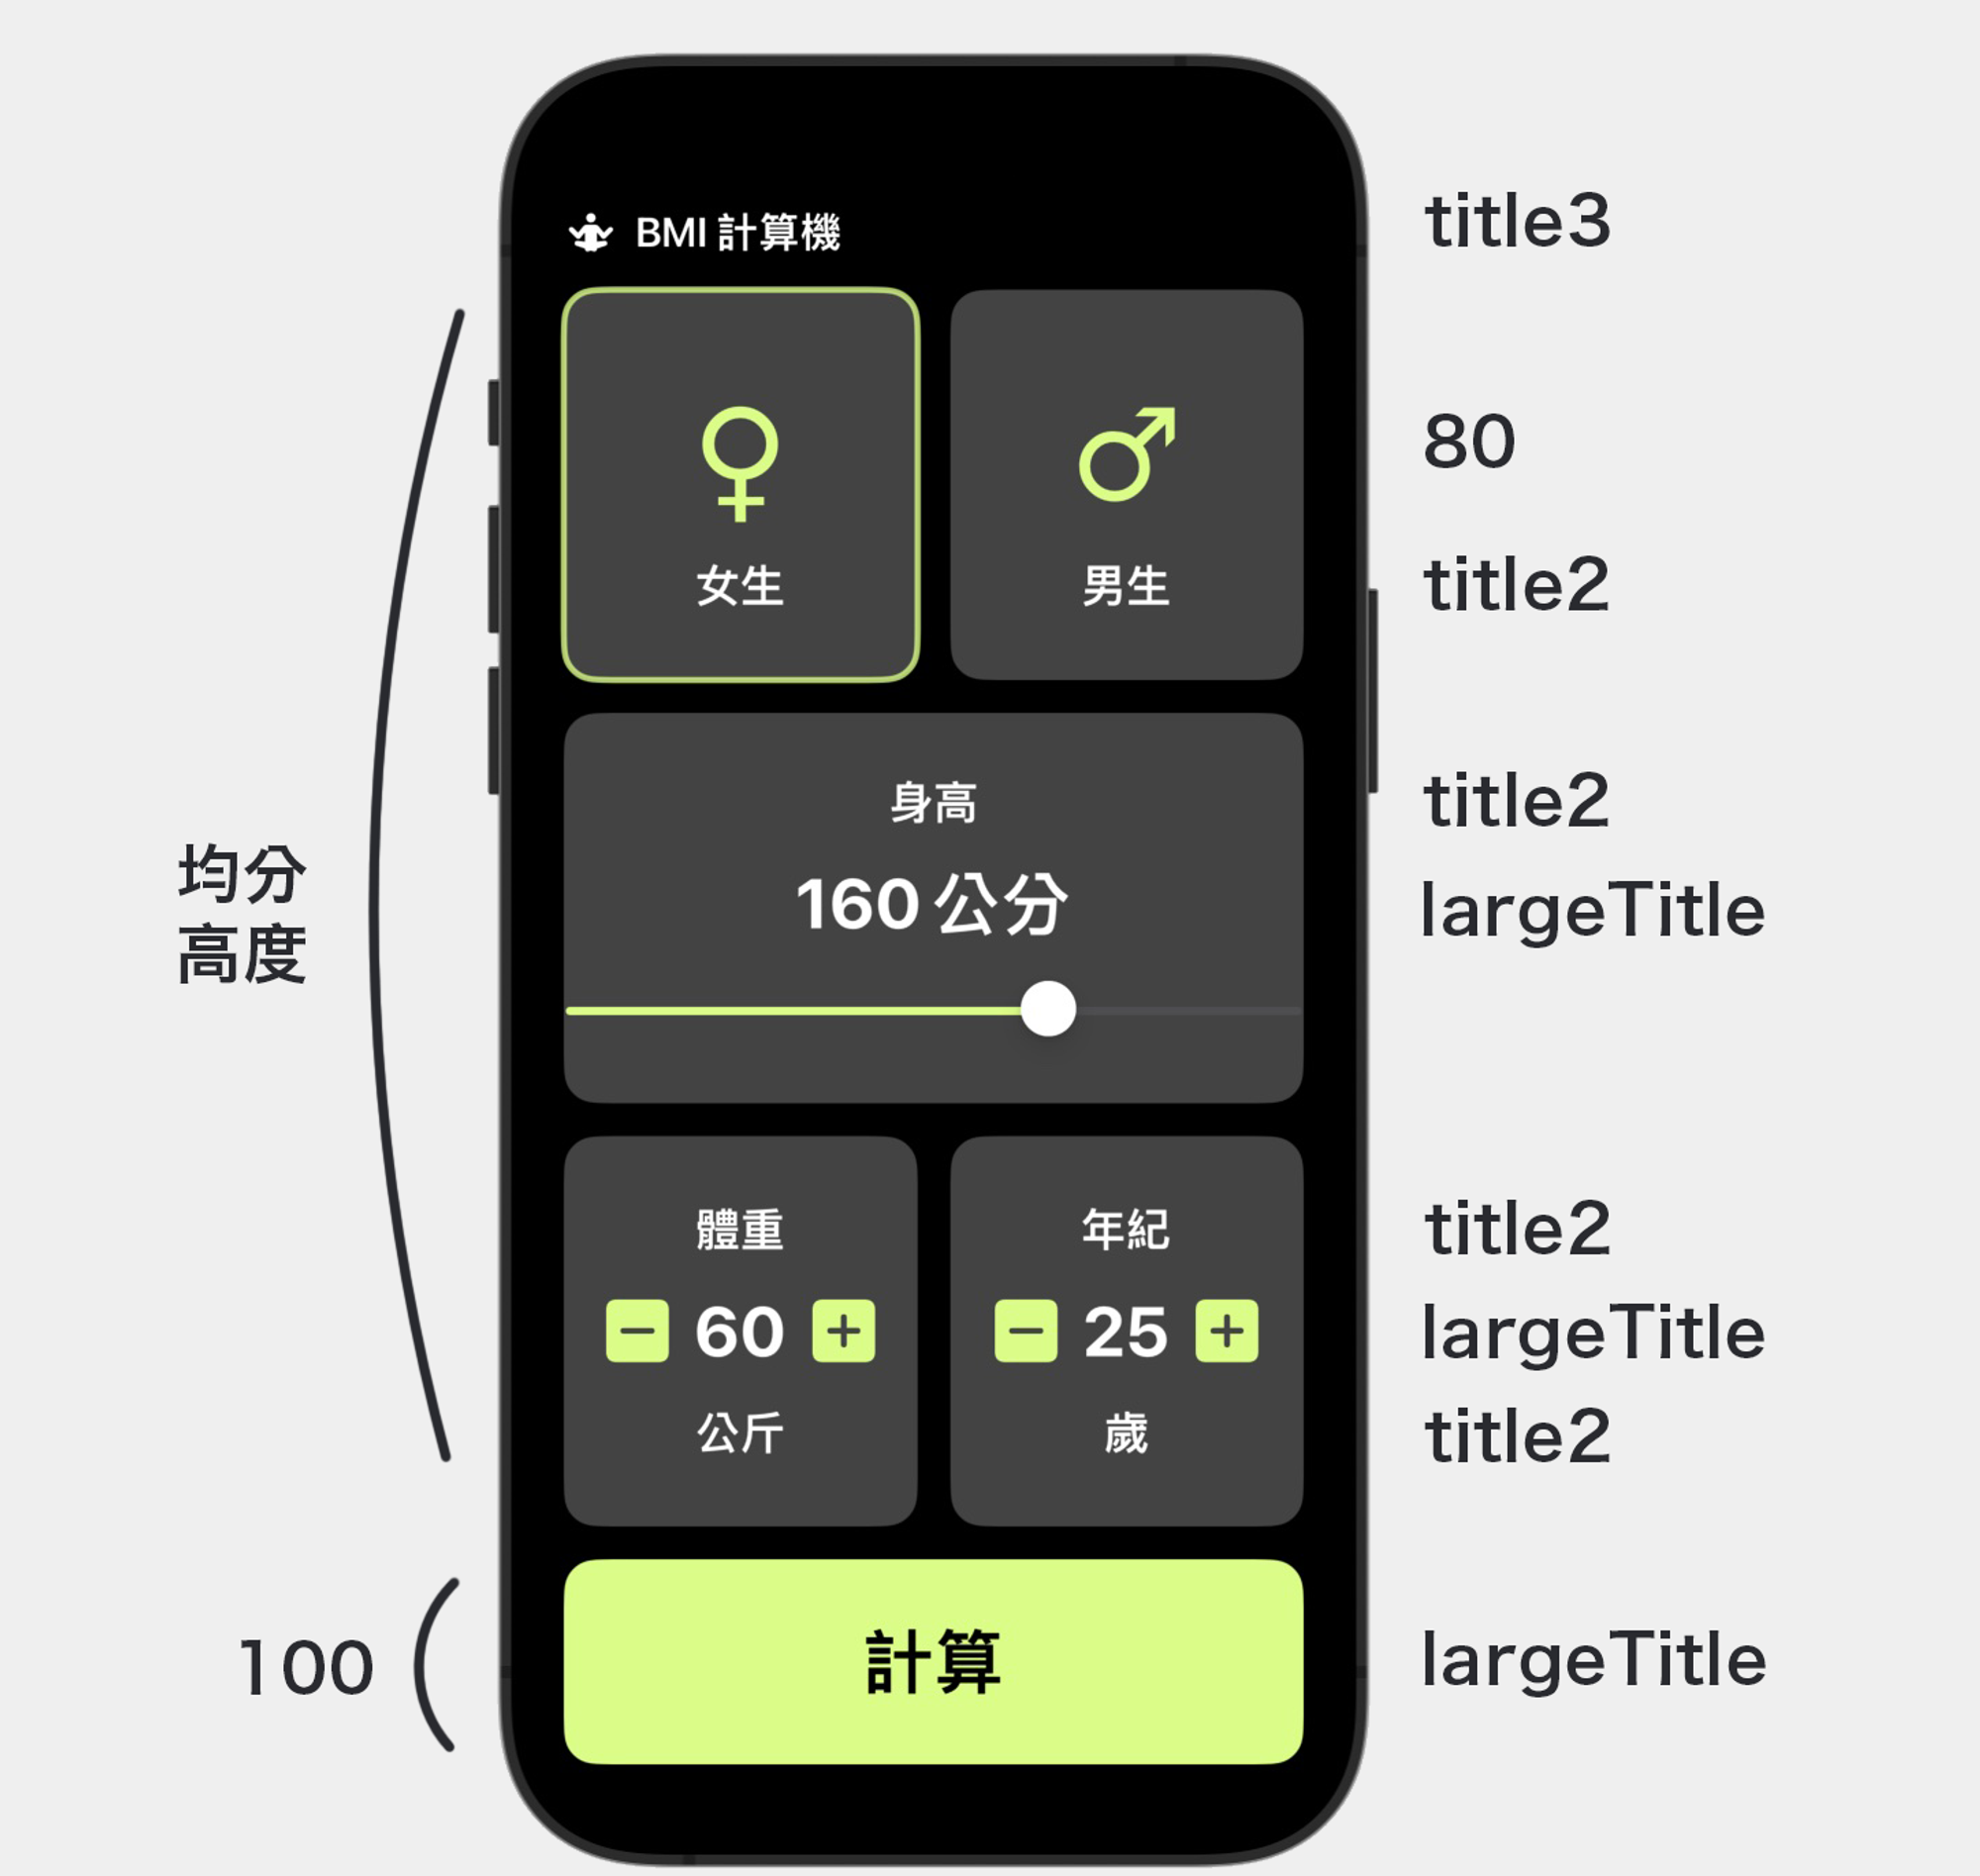 BMI 計算機
title3
♀
♂
80
女生
男生
title2
身高
title2
160 公分
largeTitle
均分
高度
體重
年紀
title2
− 60 +
− 25 +
largeTitle
公斤
歲
title2
100
計算
largeTitle